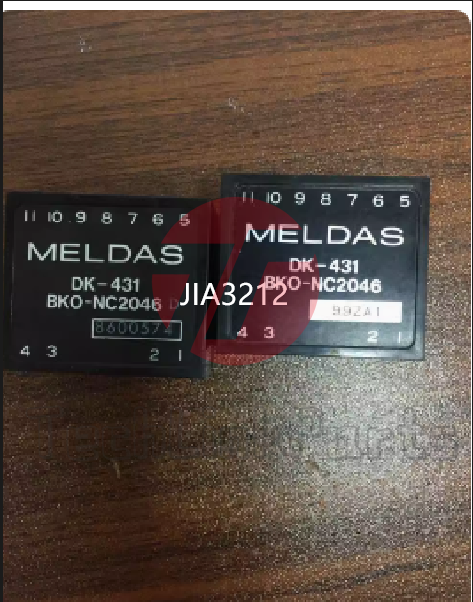 11 10 9 8 7 6 5
MELDAS
DK-431
BKO-NC2046 D
8600574
4 3 2 1
11 10 9 8 7 6 5
MELDAS
DK-431
BKO-NC2046
99ZA1
4 3 2 1
JIA3212